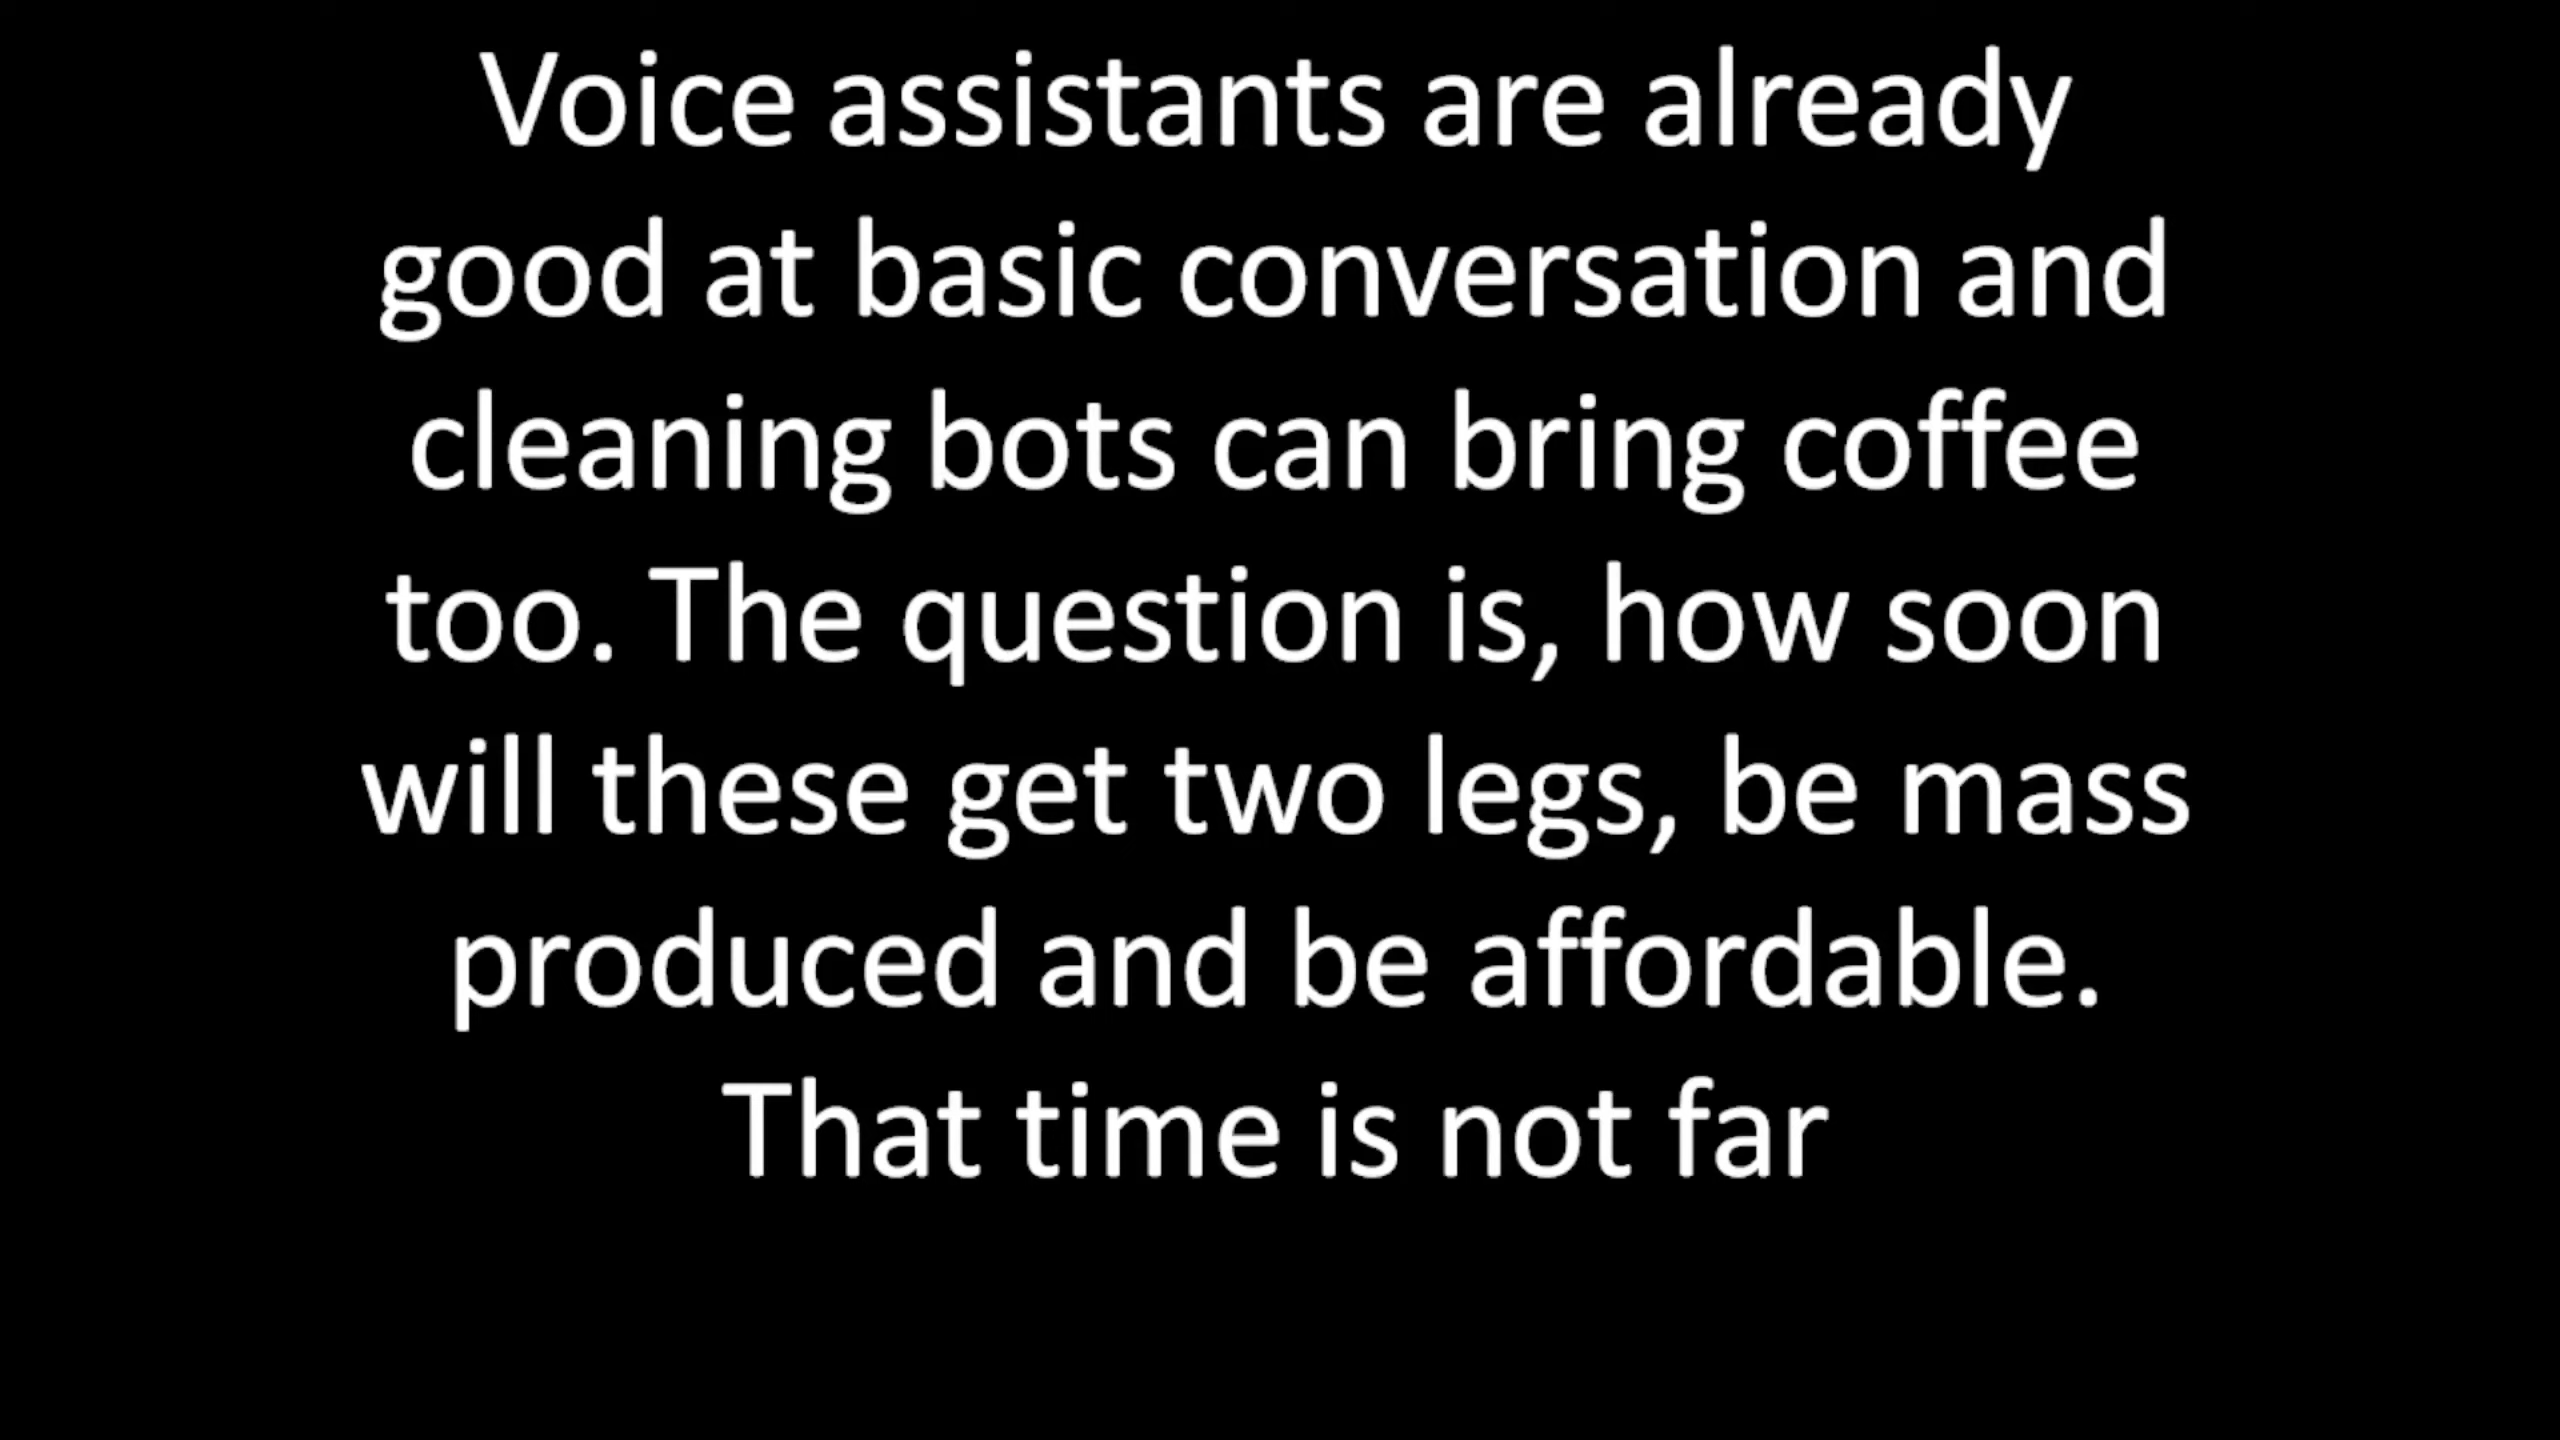 Voice assistants are already
good at basic conversation and
cleaning bots can bring coffee
too. The question is, how soon
will these get two legs, be mass
produced and be affordable.
That time is not far